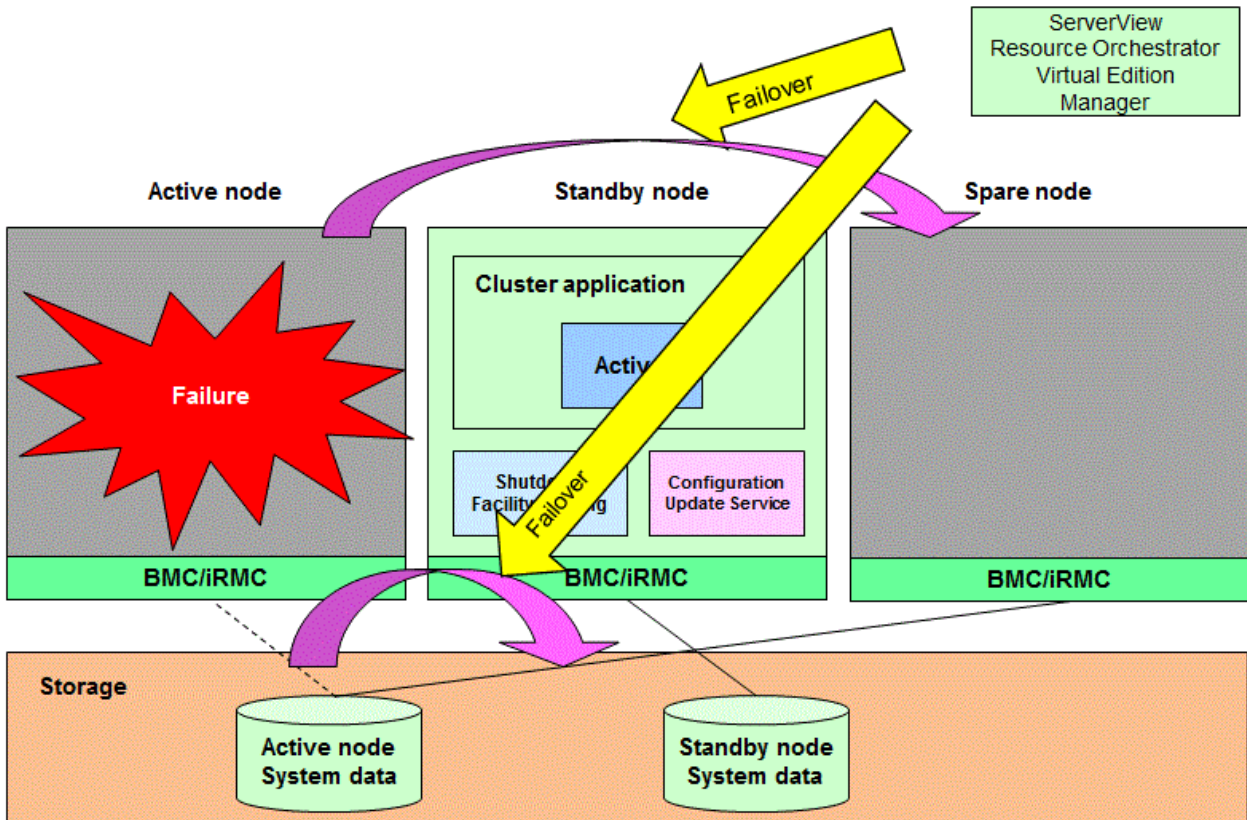 ServerView
Resource Orchestrator
Virtual Edition
Manager
Failover
Active node
Standby node
Spare node
Cluster application
Failure
Configuration
Update Service
Failover
Facility
BMC/iRMC
BMC/iRMC
BMC/iRMC
Storage
Active node
System data
Standby node
System data